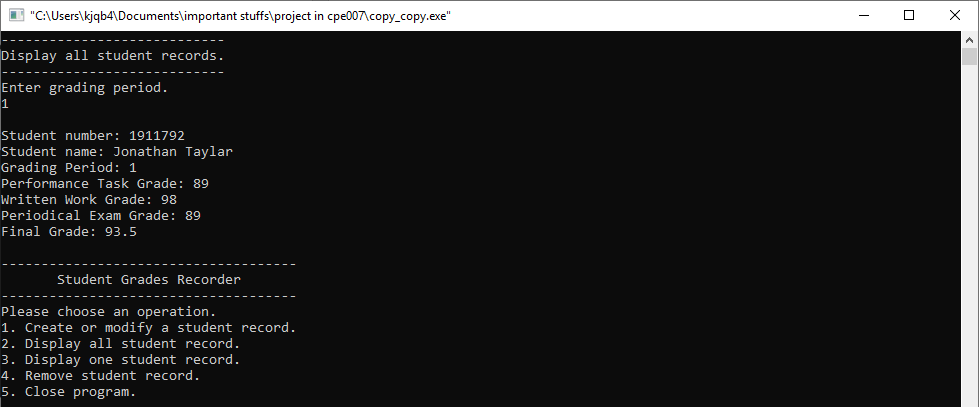 "C:\Users\kjqb4\Documents\important stuffs\project in cpe007\copy_copy.exe"
----------------------------
Display all student records.
----------------------------
Enter grading period.
1
Student number: 1911792
Student name: Jonathan Taylar
Grading Period: 1
Performance Task Grade: 89
Written Work Grade: 98
Periodical Exam Grade: 89
Final Grade: 93.5
-------------------------------------
Student Grades Recorder
-------------------------------------
Please choose an operation.
1. Create or modify a student record.
2. Display all student record.
3. Display one student record.
4. Remove student record.
5. Close program.